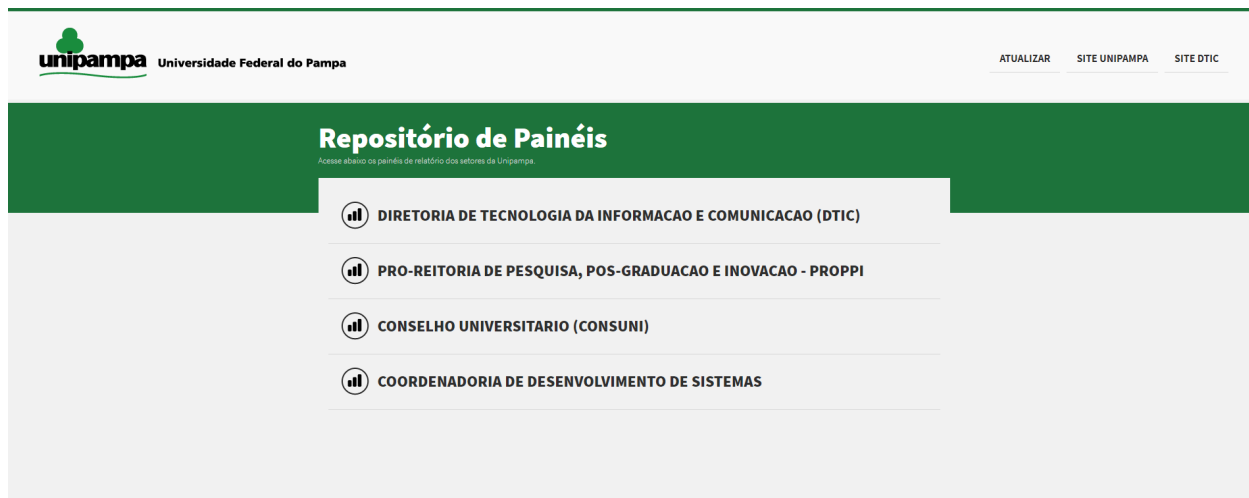 unipampa Universidade Federal do Pampa
ATUALIZAR SITE UNIPAMPA SITE DTIC
Repositório de Painéis
Acesse abaixo os painéis de relatório dos setores da Unipampa.
DIRETORIA DE TECNOLOGIA DA INFORMACAO E COMUNICACAO (DTIC)
PRO-REITORIA DE PESQUISA, POS-GRADUACAO E INOVACAO - PROPPI
CONSELHO UNIVERSITARIO (CONSUNI)
COORDENADORIA DE DESENVOLVIMENTO DE SISTEMAS